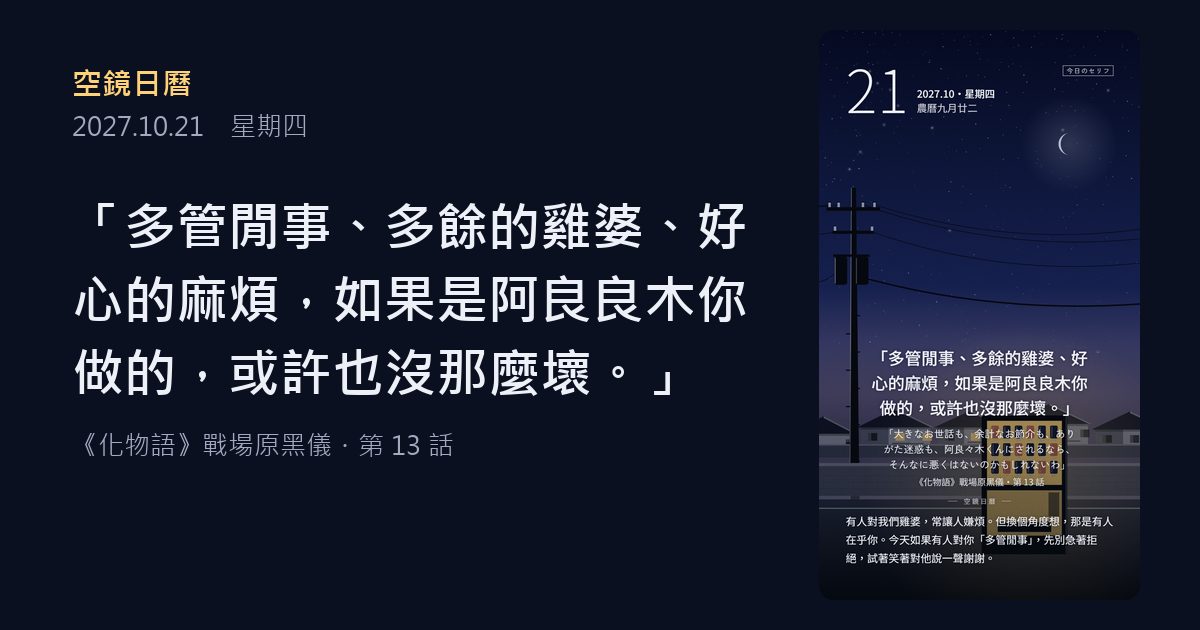 空鏡日曆
2027.10.21 星期四
「多管閒事、多餘的雞婆、好
心的麻煩，如果是阿良良木你
做的，或許也沒那麼壞。」
《化物語》戰場原黑儀・第 13 話
21
2027.10・星期四
農曆九月廿二
今日のセリフ
「多管閒事、多餘的雞婆、好
心的麻煩，如果是阿良良木你
做的，或許也沒那麼壞。」
「大きなお世話も、余計なお節介も、あり
がた迷惑も、阿良々木くんにされるなら、
そんなに悪くはないのかもしれないわ」
《化物語》戰場原黑儀・第 13 話
空鏡日曆
有人對我們雞婆，常讓人嫌煩。但換個角度想，那是有人
在乎你。今天如果有人對你「多管閒事」，先別急著拒
絕，試著笑著對他說一聲謝謝。